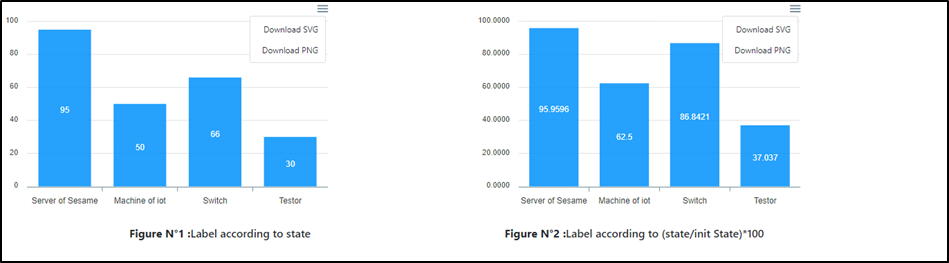 100
Download SVG
Download PNG
80
60
40
20
0
95
50
66
30
Server of Sesame
Machine of iot
Switch
Testor
Figure N°1 :Label according to state
100.0000
Download SVG
Download PNG
80.0000
60.0000
40.0000
20.0000
0.0000
95.9596
62.5
86.8421
37.037
Server of Sesame
Machine of iot
Switch
Testor
Figure N°2 :Label according to (state/init State)*100